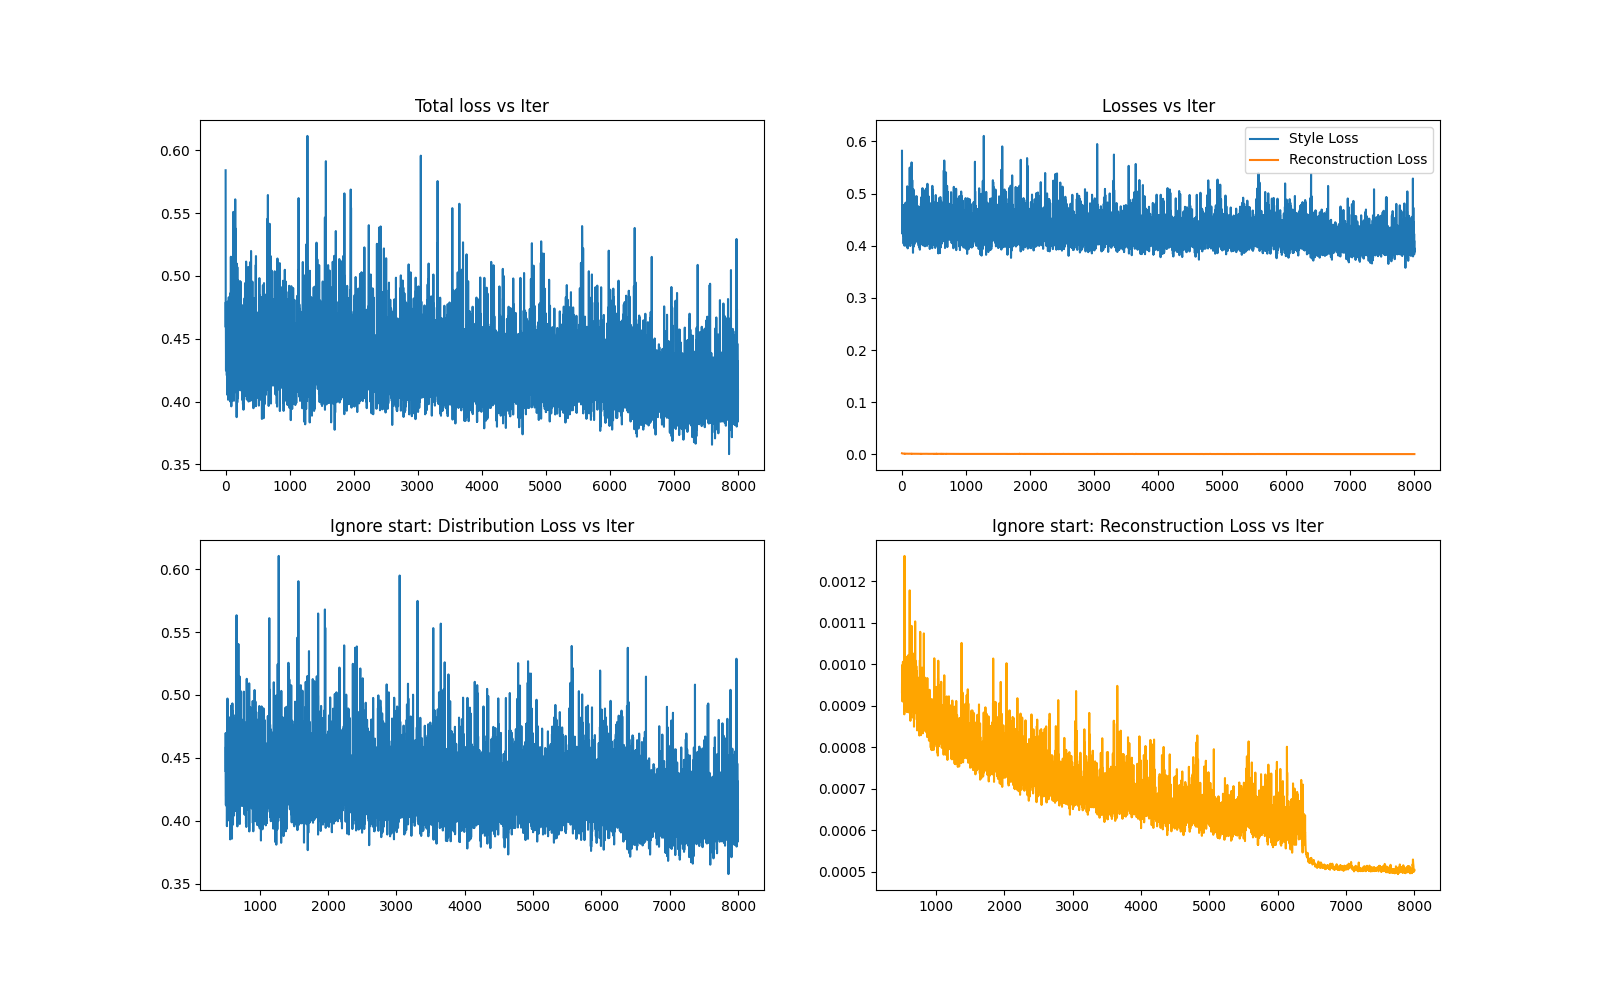 Total loss vs Iter
0.60
0.55
0.50
0.45
0.40
0.35
0 1000 2000 3000 4000 5000 6000 7000 8000
Losses vs Iter
Style Loss
Reconstruction Loss
0.6
0.5
0.4
0.3
0.2
0.1
0.0
0 1000 2000 3000 4000 5000 6000 7000 8000
Ignore start: Distribution Loss vs Iter
0.60
0.55
0.50
0.45
0.40
0.35
1000 2000 3000 4000 5000 6000 7000 8000
Ignore start: Reconstruction Loss vs Iter
0.0012
0.0011
0.0010
0.0009
0.0008
0.0007
0.0006
0.0005
1000 2000 3000 4000 5000 6000 7000 8000